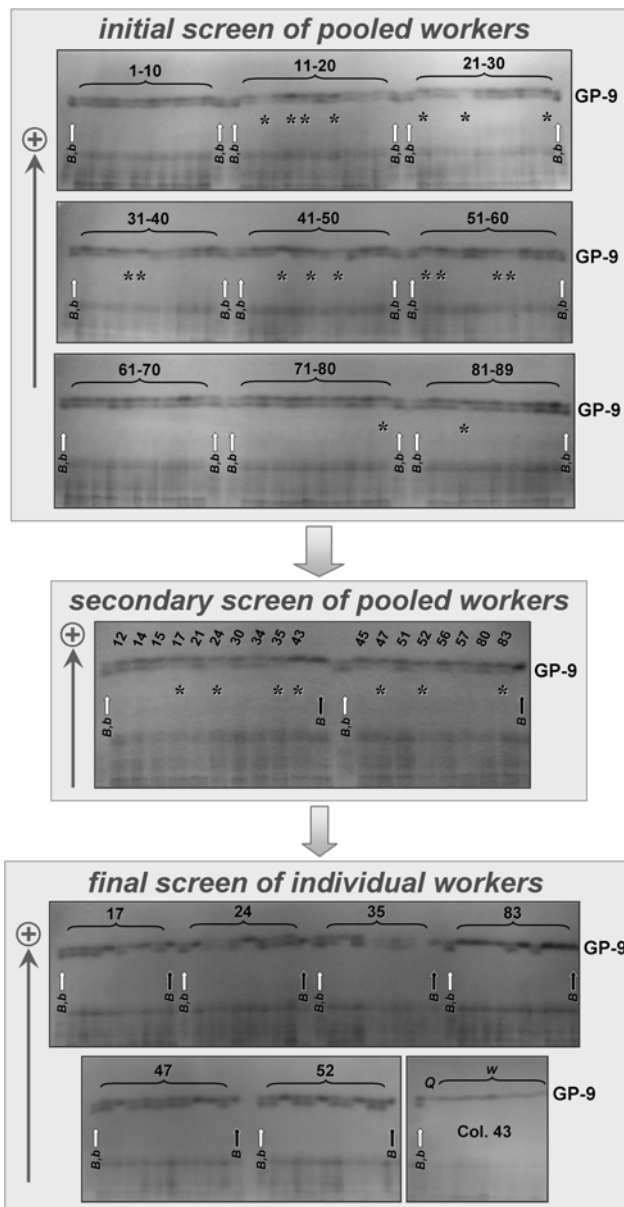 initial screen of pooled workers
1-10 11-20 21-30
GP-9
* * * * * * * *
+
B,b B,b B,b B,b B,b B,b
31-40 41-50 51-60
GP-9
* * * * * * * * *
B,b B,b B,b B,b B,b B,b
61-70 71-80 81-89
GP-9
* *
B,b B,b B,b B,b B,b B,b
secondary screen of pooled workers
+
12 14 15 17 21 24 30 34 35 43 45 47 51 52 56 57 80 83
GP-9
* * * * * * *
B,b B B,b B
final screen of individual workers
17 24 35 83
+
GP-9
B,b B B,b B B,b B B,b B
47 52 Q w
GP-9
Col. 43
B,b B B,b B B,b